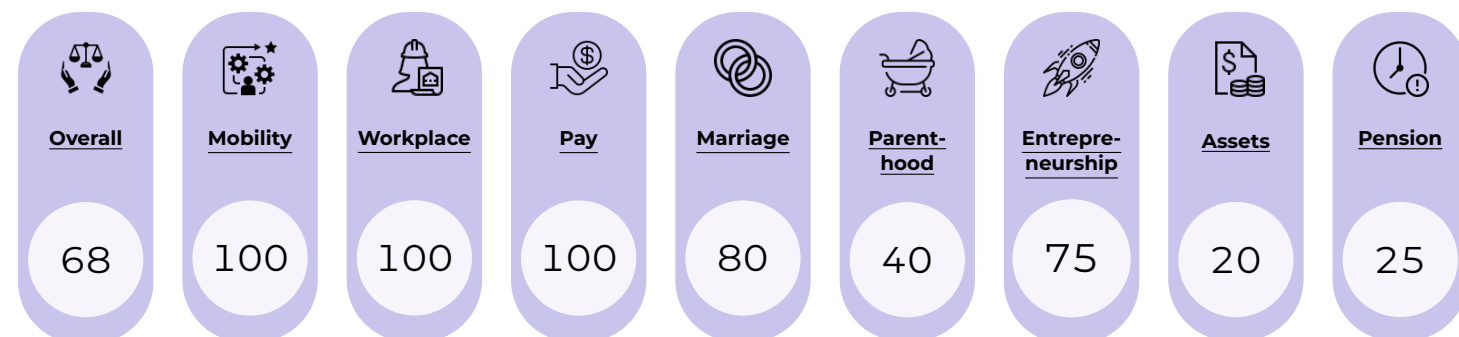 Overall
68
Mobility
100
Workplace
100
Pay
$
100
Marriage
80
Parent-
hood
40
Entrepre-
neurship
75
$
Assets
20
!
Pension
25